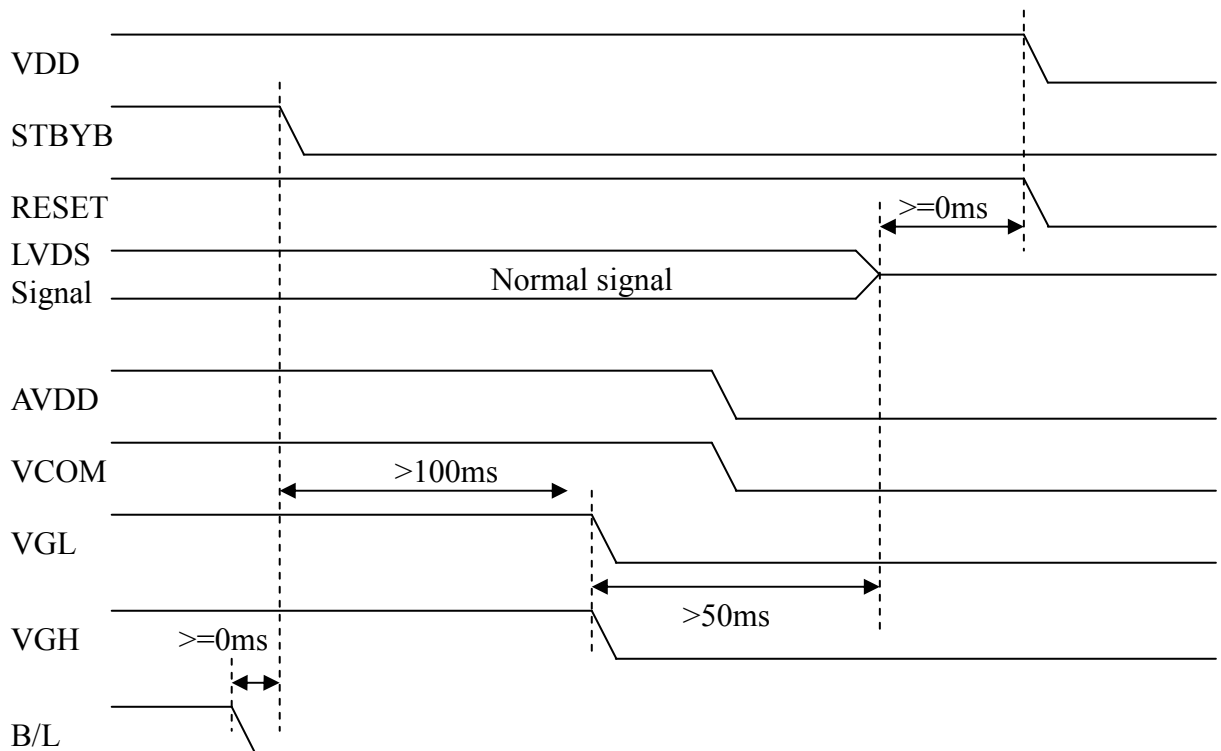 VDD
STBYB
RESET
>=0ms
LVDS
Signal
Normal signal
AVDD
VCOM
>100ms
VGL
>50ms
VGH
>=0ms
B/L